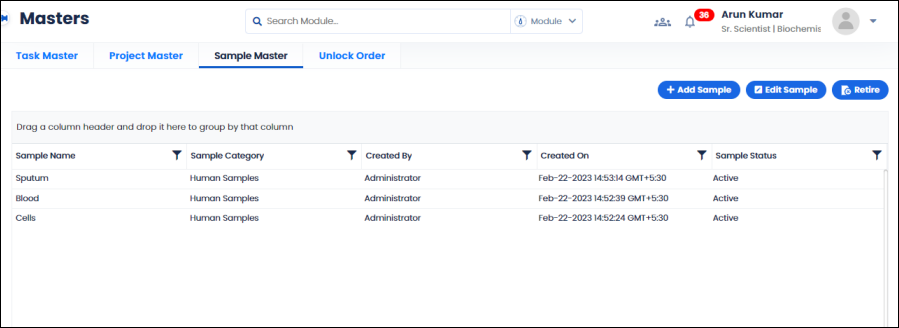 Masters
Search Module...
Module
36
Arun Kumar
Sr. Scientist | Biochemis
Task Master Project Master Sample Master Unlock Order
Add Sample Edit Sample Retire
Drag a column header and drop it here to group by that column
Sample Name Sample Category Created By Created On Sample Status
Sputum Human Samples Administrator Feb-22-2023 14:53:14 GMT+5:30 Active
Blood Human Samples Administrator Feb-22-2023 14:52:39 GMT+5:30 Active
Cells Human Samples Administrator Feb-22-2023 14:52:24 GMT+5:30 Active